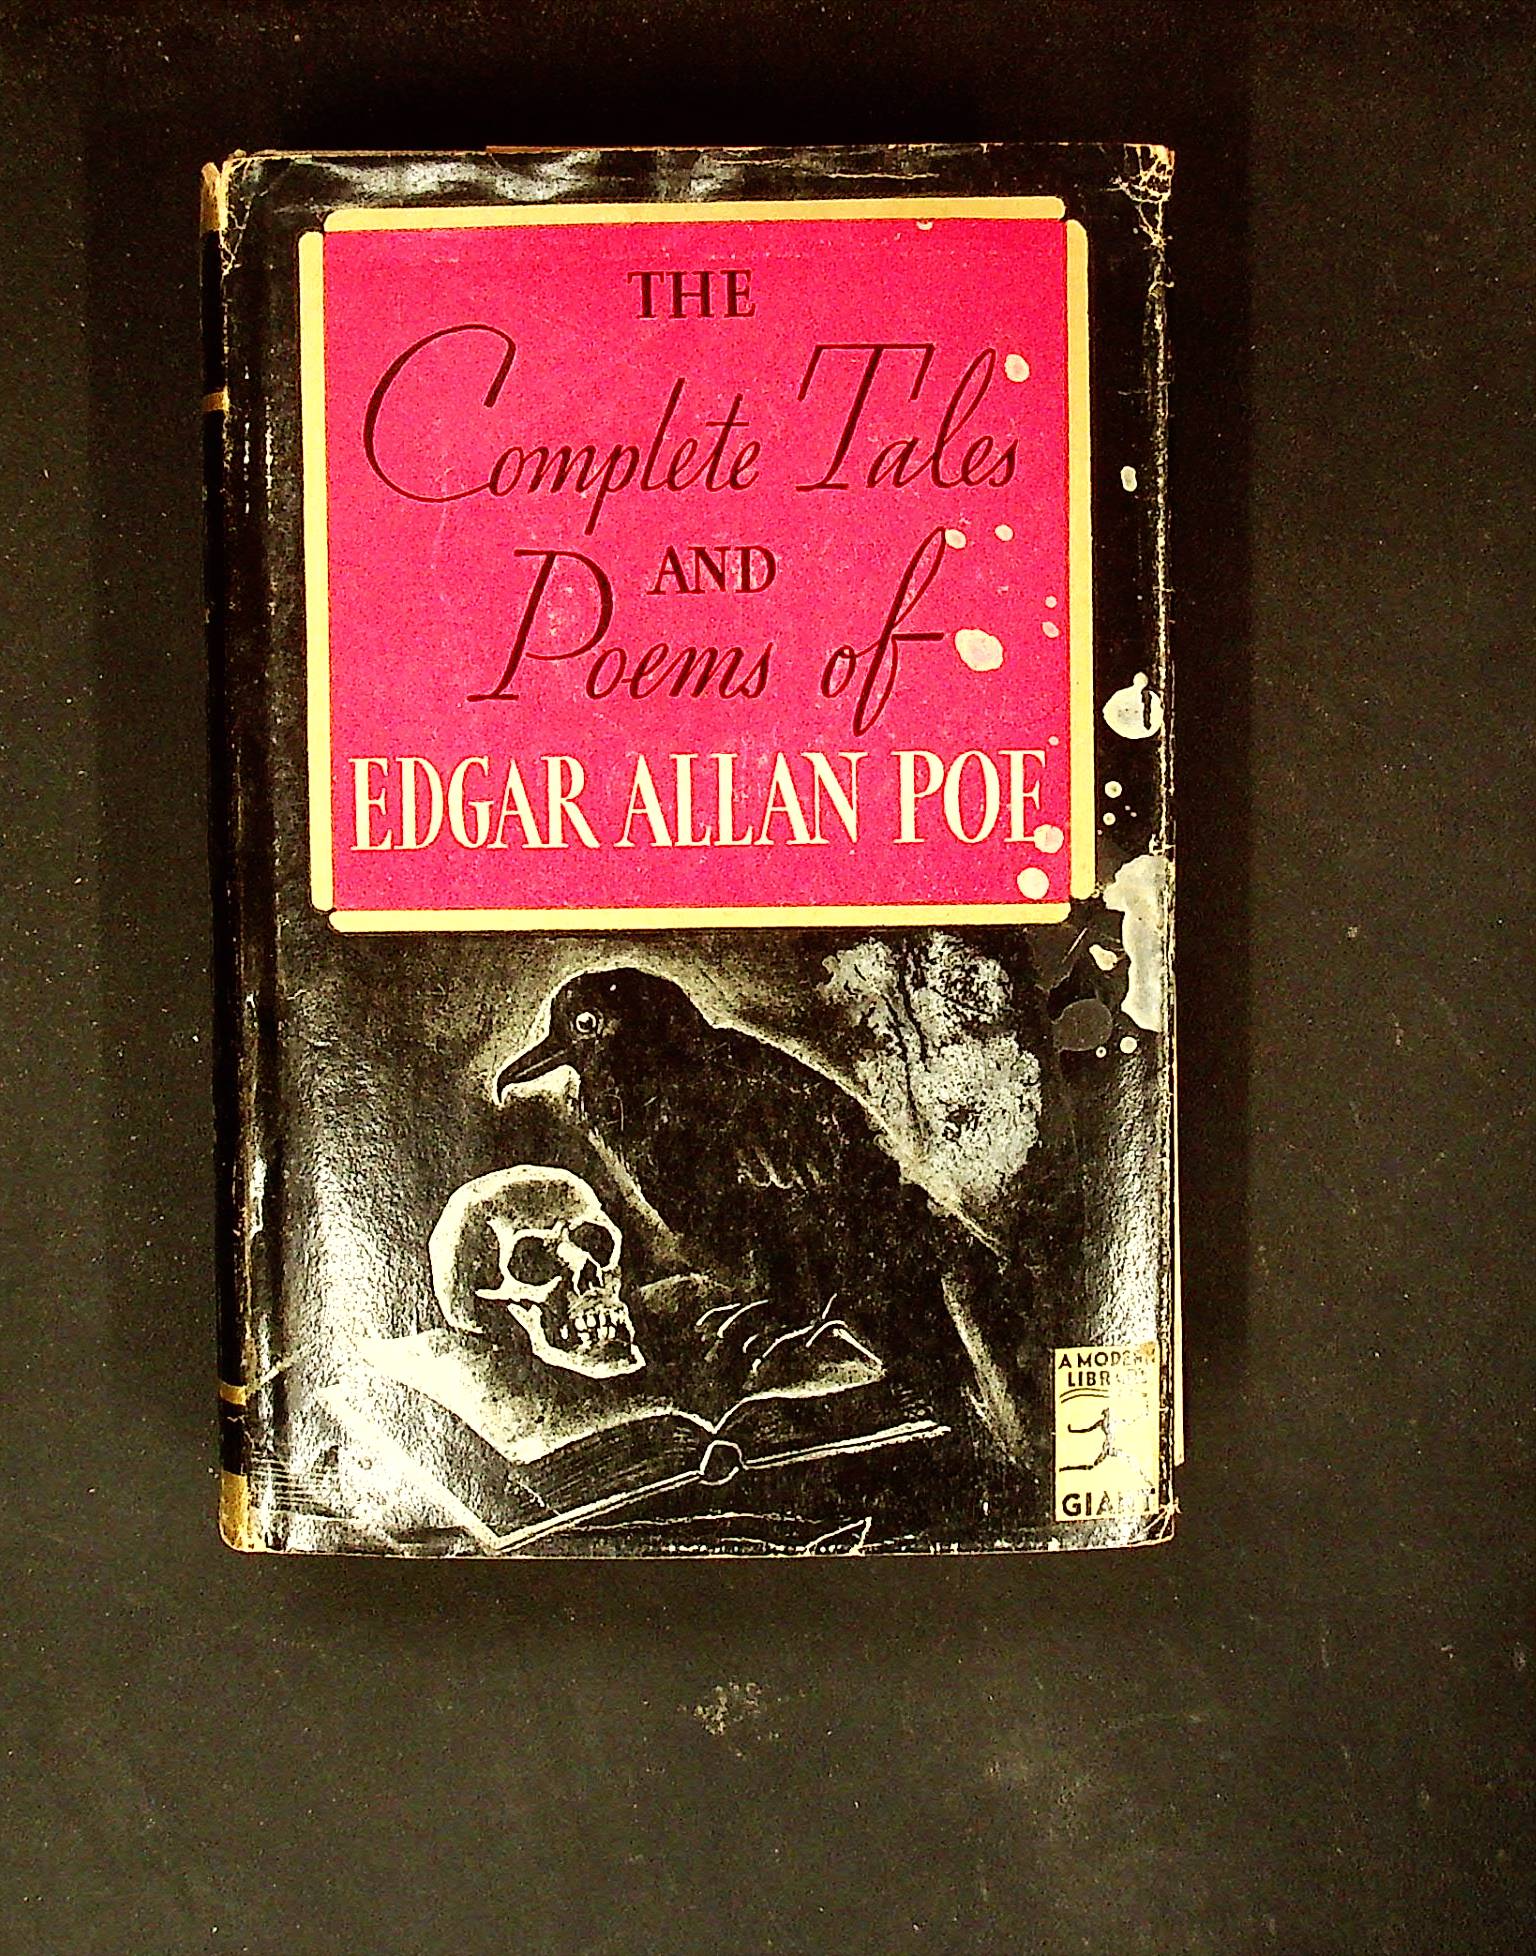 THE
Complete Tales
AND
Poems of
EDGAR ALLAN POE
A MODERN
LIBRARY
GIANT